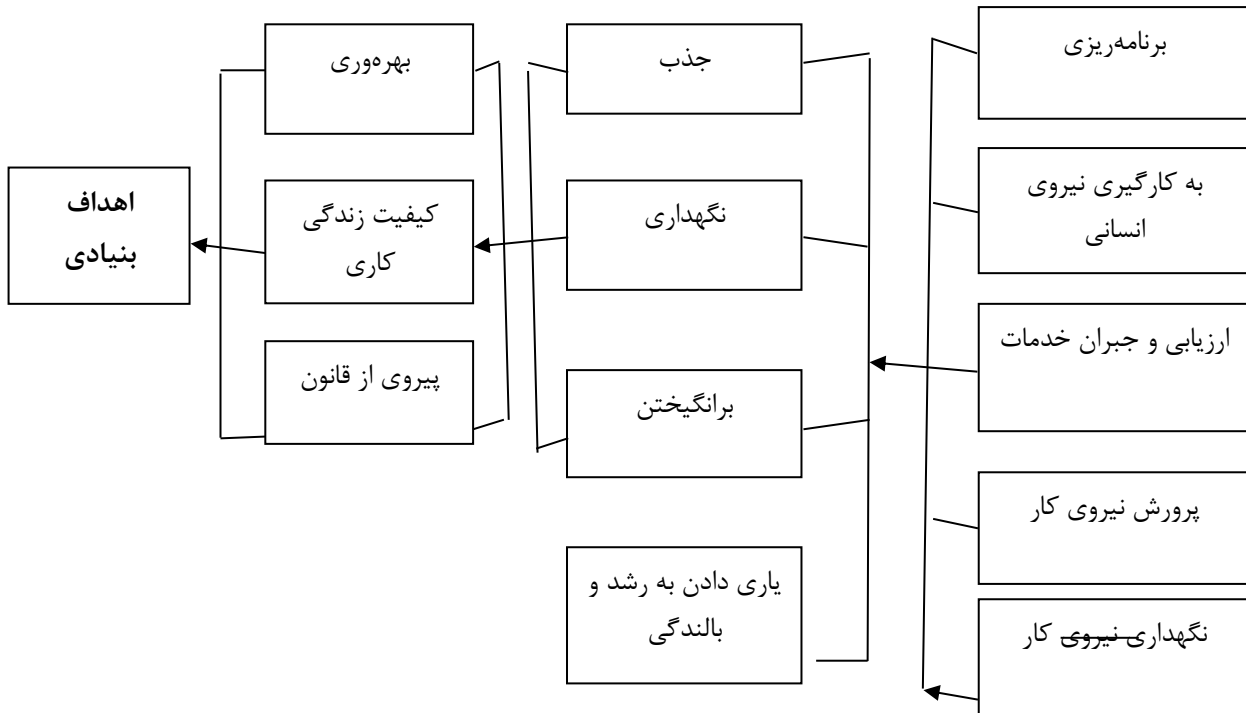 برنامه‌ریزی
به کارگیری نیروی
انسانی
ارزیابی و جبران خدمات
پرورش نیروی کار
نگهداری نیروی کار
جذب
نگهداری
برانگیختن
یاری دادن به رشد و
بالندگی
بهره‌وری
کیفیت زندگی
کاری
پیروی از قانون
اهداف
بنیادی